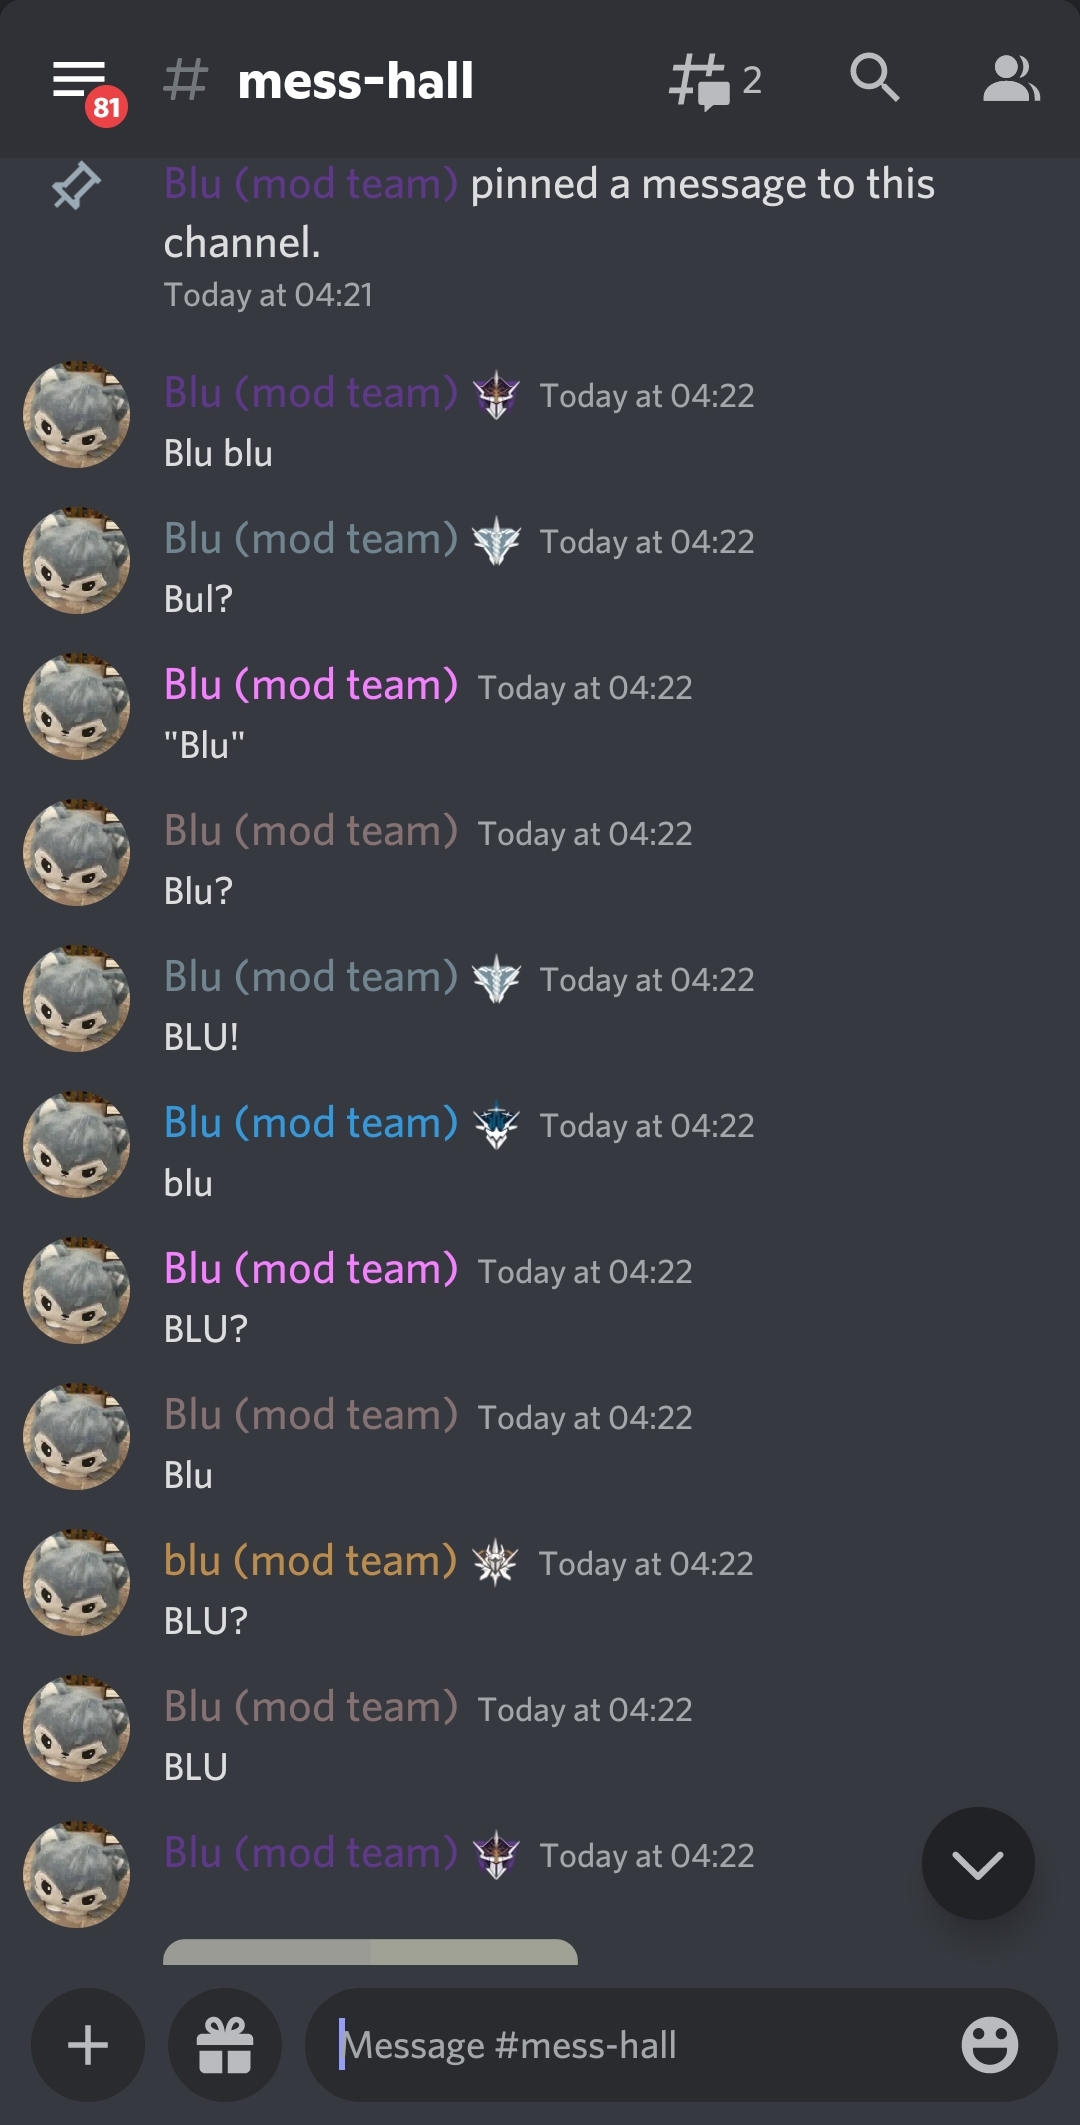 81
# mess-hall
2
Blu (mod team) pinned a message to this
channel.
Today at 04:21
Blu (mod team) Today at 04:22
Blu blu
Blu (mod team) Today at 04:22
Bul?
Blu (mod team) Today at 04:22
"Blu"
Blu (mod team) Today at 04:22
Blu?
Blu (mod team) Today at 04:22
BLU!
Blu (mod team) Today at 04:22
blu
Blu (mod team) Today at 04:22
BLU?
Blu (mod team) Today at 04:22
Blu
blu (mod team) Today at 04:22
BLU?
Blu (mod team) Today at 04:22
BLU
Blu (mod team) Today at 04:22
Message #mess-hall